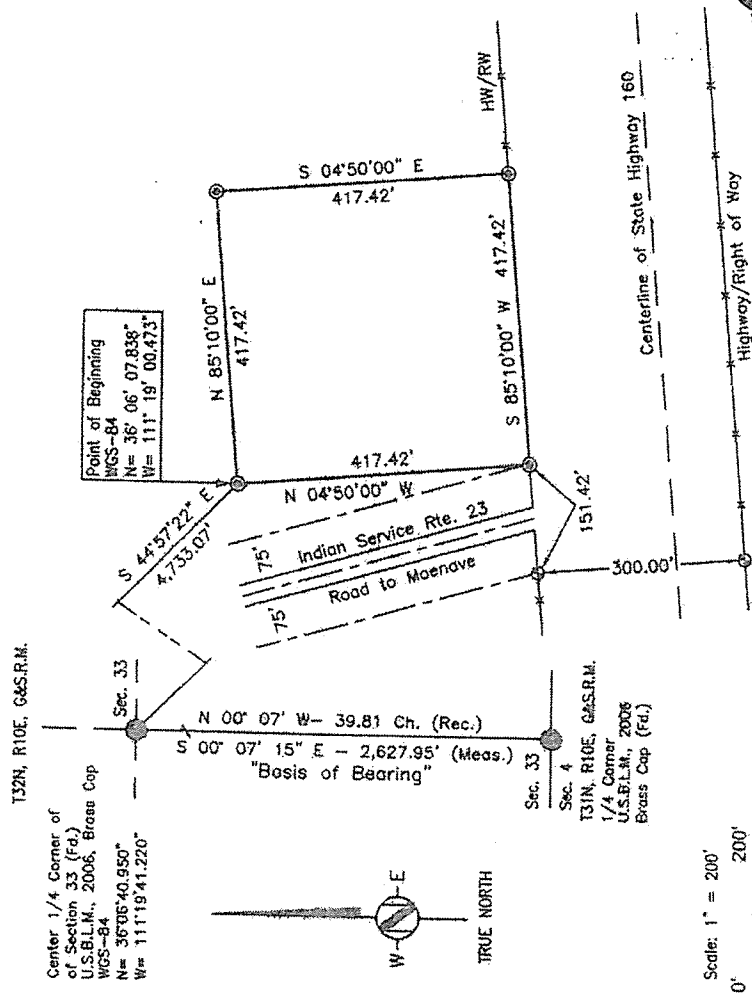 T32N, R10E, G&S.R.M.
Center 1/4 Corner of
of Section 33 (Fd.)
U.S.B.L.M., 2006, Brass Cap
WGS-84
N= 36°06'40.950"
W= 111°19'41.220"
Sec. 33
S 44°57'22" E
4,733.07'
Point of Beginning
WGS-84
N= 36° 06' 07.838"
W= 111° 19' 00.473"
N 85°10'00" E
417.42'
S 04°50'00" E
417.42'
417.42'
N 04°50'00" W
S 85°10'00" W 417.42'
HW/RW
75'
Indian Service Rte. 23
Road to Moenave
75'
151.42'
300.00'
Centerline of State Highway 160
Highway/Right of Way
N 00° 07' W- 39.81 Ch. (Rec.)
S 00° 07' 15" E - 2,627.95' (Meas.)
"Basis of Bearing"
Sec. 33
Sec. 4
T31N, R10E, G&S.R.M.
1/4 Corner
U.S.B.L.M., 2006
Brass Cap (Fd.)
W E
TRUE NORTH
Scale: 1" = 200'
0' 200'